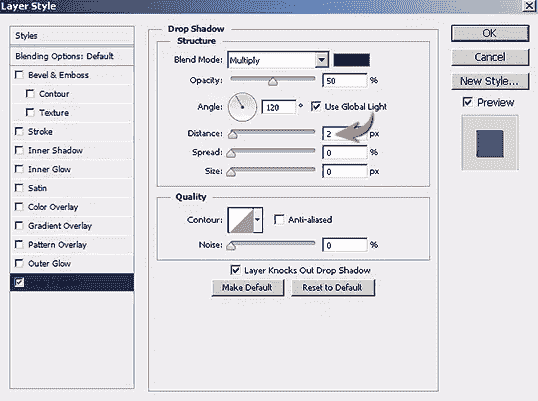 Layer Style
Styles
Blending Options: Default
Bevel & Emboss
Contour
Texture
Stroke
Inner Shadow
Inner Glow
Satin
Color Overlay
Gradient Overlay
Pattern Overlay
Outer Glow
Drop Shadow
Structure
Blend Mode: Multiply
Opacity: 50 %
Angle: 120 ° Use Global Light
Distance: 2 px
Spread: 0 %
Size: 0 px
Quality
Contour: Anti-aliased
Noise: 0 %
Layer Knocks Out Drop Shadow
Make Default Reset to Default
OK
Cancel
New Style...
Preview